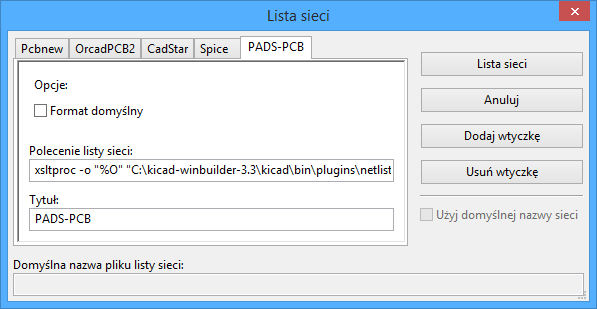 Lista sieci
Pcbnew OrcadPCB2 CadStar Spice PADS-PCB
Opcje:
Format domyślny
Polecenie listy sieci:
xsltproc -o "%O" "C:\kicad-winbuilder-3.3\kicad\bin\plugins\netlist
Tytuł:
PADS-PCB
Lista sieci
Anuluj
Dodaj wtyczkę
Usuń wtyczkę
Użyj domyślnej nazwy sieci
Domyślna nazwa pliku listy sieci: